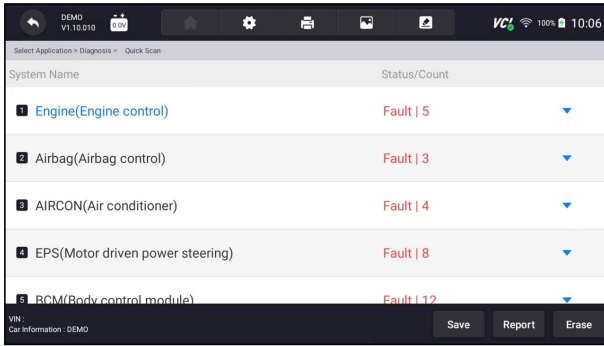 DEMO
V1.10.010
0.0V
VCI
100%
10:06
Select Application > Diagnosis > Quick Scan
System Name Status/Count
1 Engine(Engine control) Fault | 5
2 Airbag(Airbag control) Fault | 3
3 AIRCON(Air conditioner) Fault | 4
4 EPS(Motor driven power steering) Fault | 8
5 BCM(Body control module) Fault | 12
VIN :
Car Information : DEMO
Save Report Erase